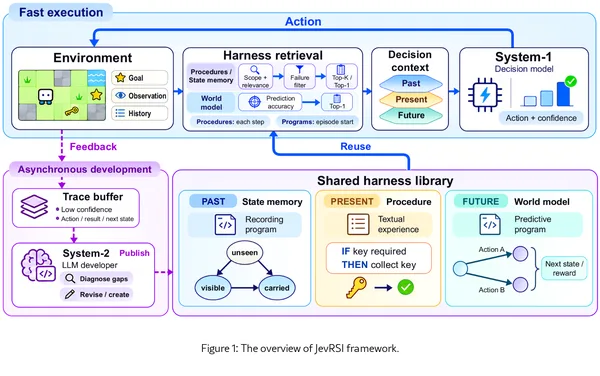 Fast execution
Action
Environment
Goal
Observation
History
Harness retrieval
Procedures /
State memory
Scope +
relevance
Failure
filter
Top-K /
Top-1
World
model
Prediction
accuracy
Top-1
Procedures: each step
Programs: episode start
Decision
context
Past
Present
Future
System-1
Decision model
Action + confidence
Feedback
Reuse
Asynchronous development
Trace buffer
• Low confidence
• Action / result / next state
System-2
LLM developer
Diagnose gaps
Revise / create
Publish
Shared harness library
PAST
State memory
Recording
program
unseen
visible
carried
PRESENT
Procedure
Textual
experience
IF key required
THEN collect key
FUTURE
World model
Predictive
program
Action A
Action B
Next state /
reward
Figure 1: The overview of JevRSI framework.